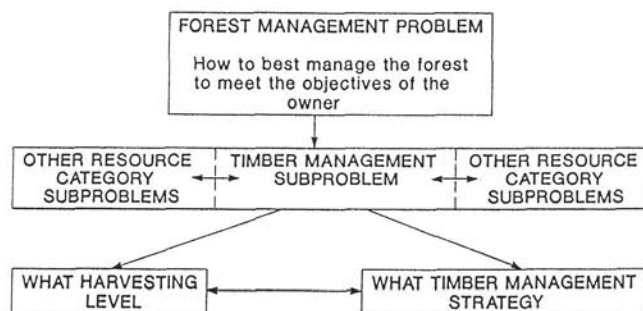 FOREST MANAGEMENT PROBLEM
How to best manage the forest
to meet the objectives of the
owner
OTHER RESOURCE
CATEGORY
SUBPROBLEMS
TIMBER MANAGEMENT
SUBPROBLEM
OTHER RESOURCE
CATEGORY
SUBPROBLEMS
WHAT HARVESTING
LEVEL
WHAT TIMBER MANAGEMENT
STRATEGY